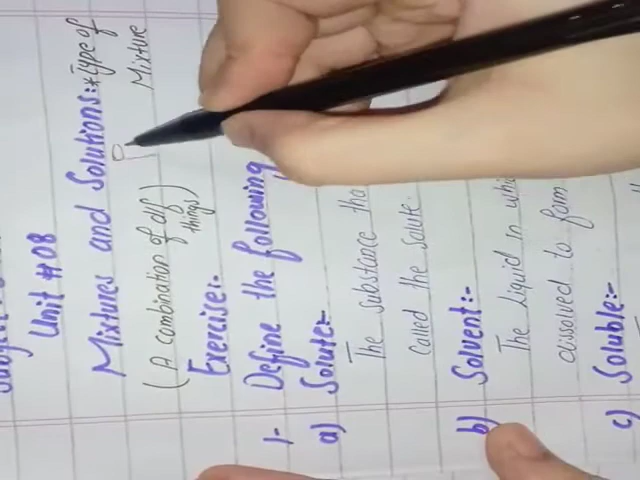 Unit #08
Mixtures and Solutions:* Type of
Mixture
(A combination of dif
things)
Exercise:-
1- Define the following
a) Solute:-
The substance tha
called the solute.
b) Solvent:-
The liquid in whi
dissolved to form
c) Soluble:-